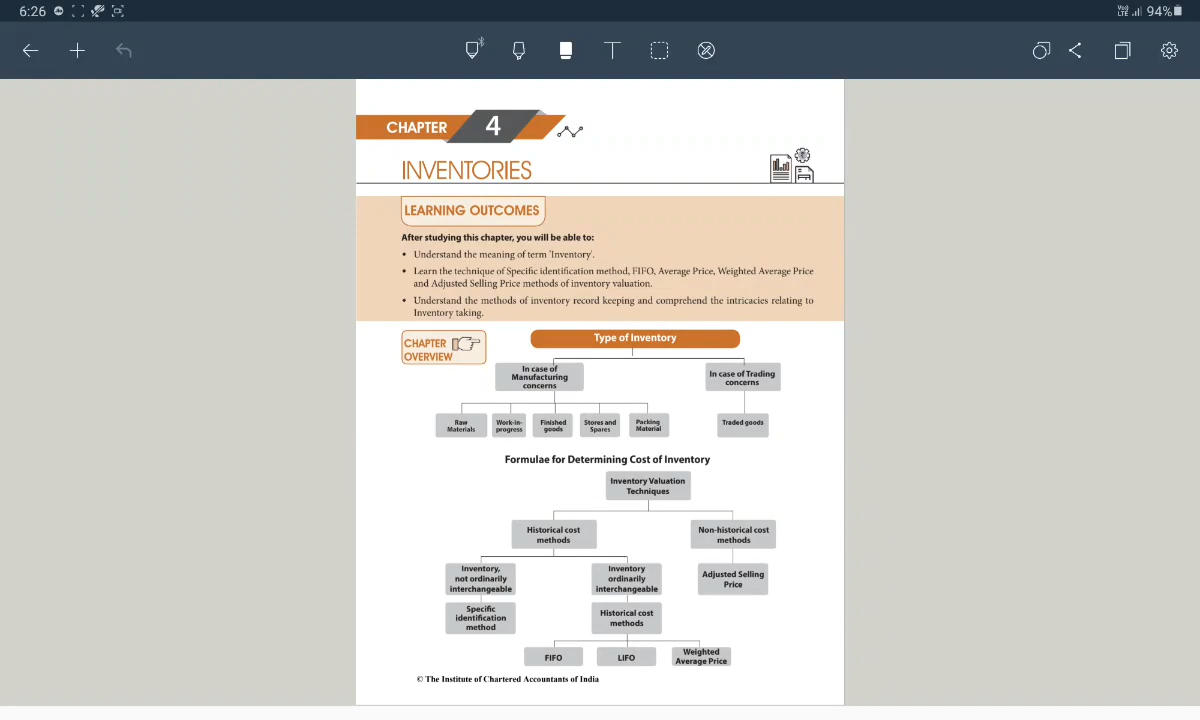 6:26
Vo)) LTE 94%
T
CHAPTER 4
INVENTORIES
LEARNING OUTCOMES
After studying this chapter, you will be able to:
• Understand the meaning of term 'Inventory'.
• Learn the technique of Specific identification method, FIFO, Average Price, Weighted Average Price
and Adjusted Selling Price methods of inventory valuation.
• Understand the methods of inventory record keeping and comprehend the intricacies relating to
Inventory taking.
CHAPTER
OVERVIEW
Type of Inventory
In case of
Manufacturing
concerns
In case of Trading
concerns
Raw
Materials
Work-in-
progress
Finished
goods
Stores and
Spares
Packing
Material
Traded goods
Formulae for Determining Cost of Inventory
Inventory Valuation
Techniques
Historical cost
methods
Non-historical cost
methods
Inventory,
not ordinarily
interchangeable
Inventory
ordinarily
interchangeable
Adjusted Selling
Price
Specific
identification
method
Historical cost
methods
FIFO
LIFO
Weighted
Average Price
© The Institute of Chartered Accountants of India